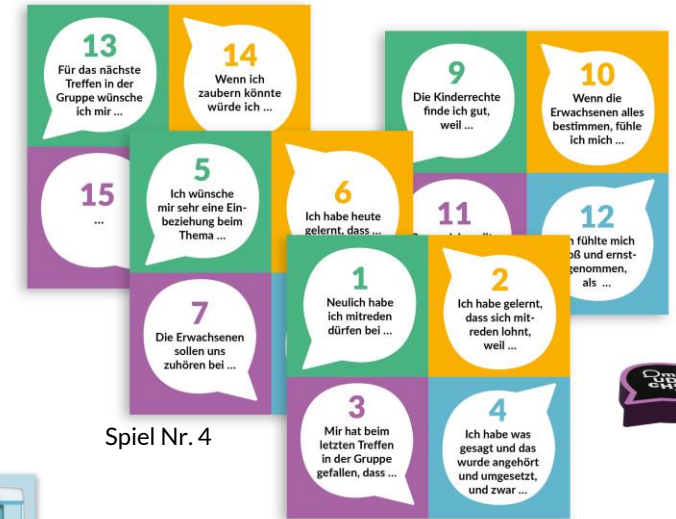 13
Für das nächste
Treffen in der
Gruppe wünsche
ich mir ...
14
Wenn ich
zaubern könnte
würde ich ...
15
...
9
Die Kinderrechte
finde ich gut,
weil ...
10
Wenn die
Erwachsenen alles
bestimmen, fühle
ich mich ...
11
12
fühlte mich
und ernst-
genommen,
als ...
5
Ich wünsche
mir sehr eine Ein-
beziehung beim
Thema ...
6
Ich habe heute
gelernt, dass ...
7
Die Erwachsenen
sollen uns
zuhören bei ...
1
Neulich habe
ich mitreden
dürfen bei ...
2
Ich habe gelernt,
dass sich mit-
reden lohnt,
weil ...
3
Mir hat beim
letzten Treffen
in der Gruppe
gefallen, dass ...
4
Ich habe was
gesagt und das
wurde angehört
und umgesetzt,
und zwar ...
Spiel Nr. 4